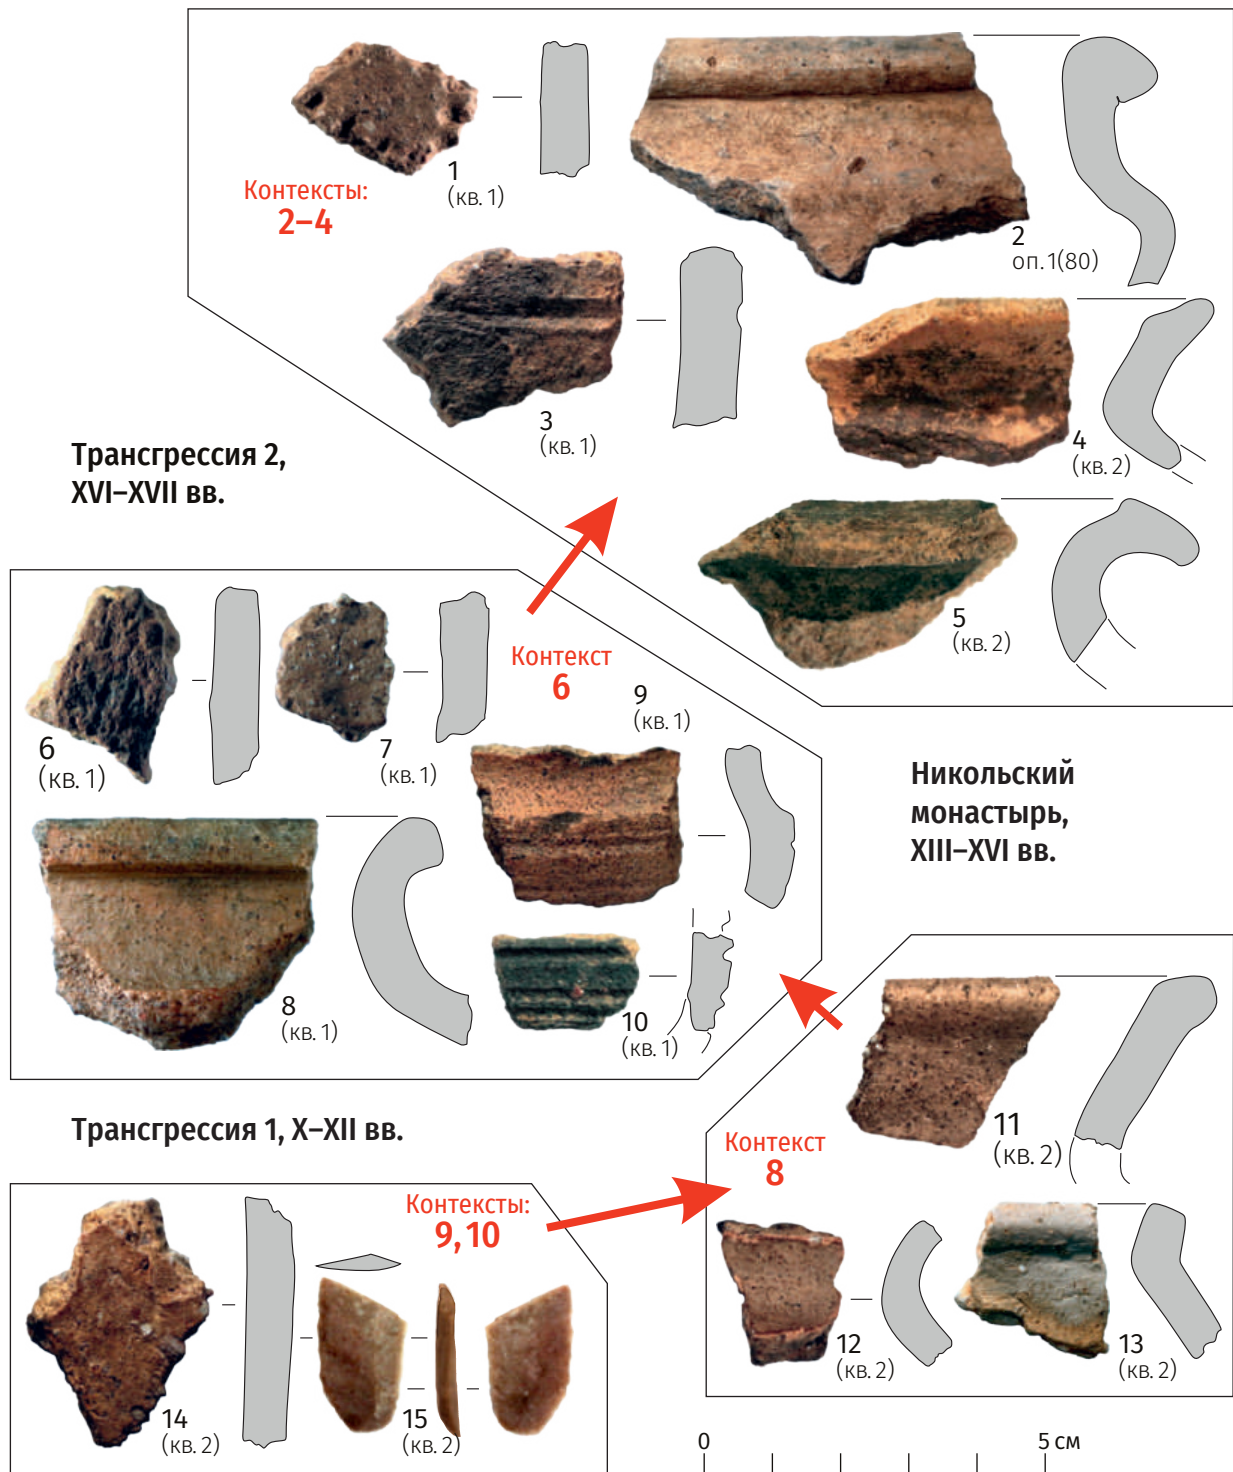 1
(кв. 1)
Контексты:
2–4
2
оп.1(80)
3
(кв. 1)
4
(кв. 2)
Трансгрессия 2,
XVI–XVII вв.
5
(кв. 2)
Контекст
6
6
(кв. 1)
7
(кв. 1)
9
(кв. 1)
8
(кв. 1)
10
(кв. 1)
Никольский
монастырь,
XIII–XVI вв.
Трансгрессия 1, X–XII вв.
11
(кв. 2)
Контекст
8
12
(кв. 2)
13
(кв. 2)
Контексты:
9, 10
14
(кв. 2)
15
(кв. 2)
0
5 см